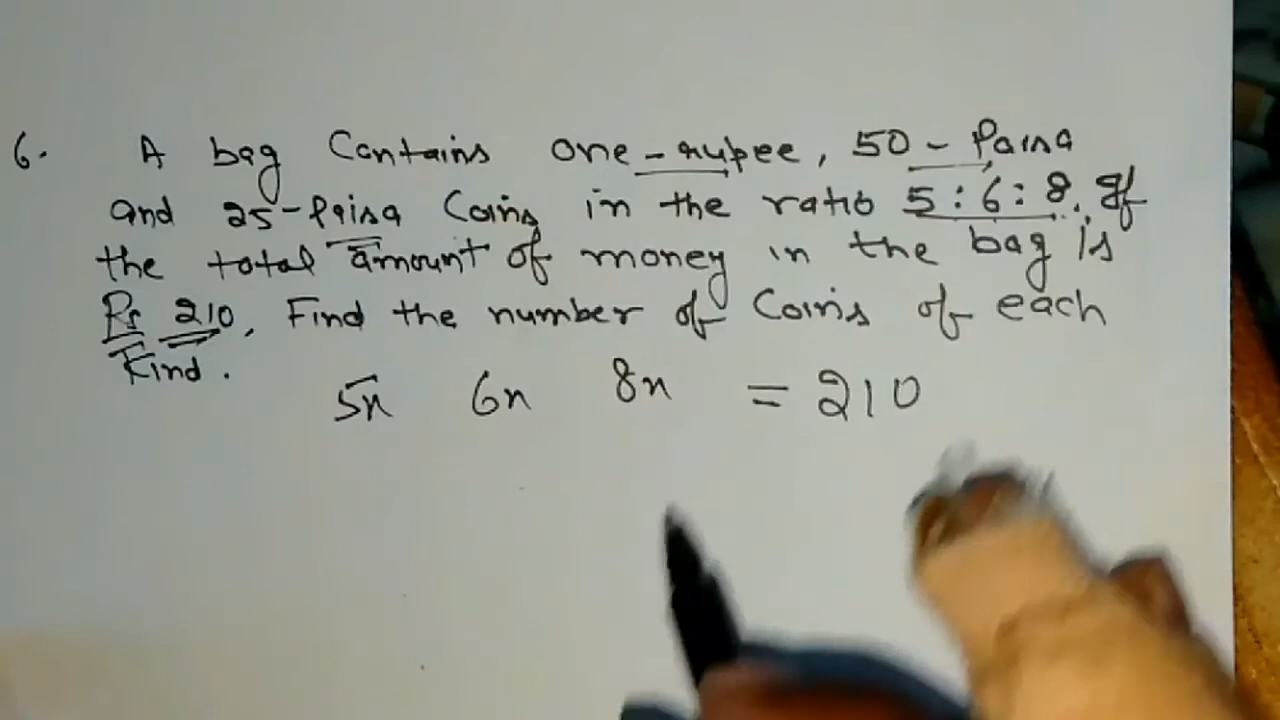 6. A bag Contains one-rupee, 50-Paisa
and 25-Paisa Coins in the ratio 5:6:8. If
the total amount of money in the bag is
Rs 210, Find the number of Coins of each
Kind.
5x 6x 8x = 210